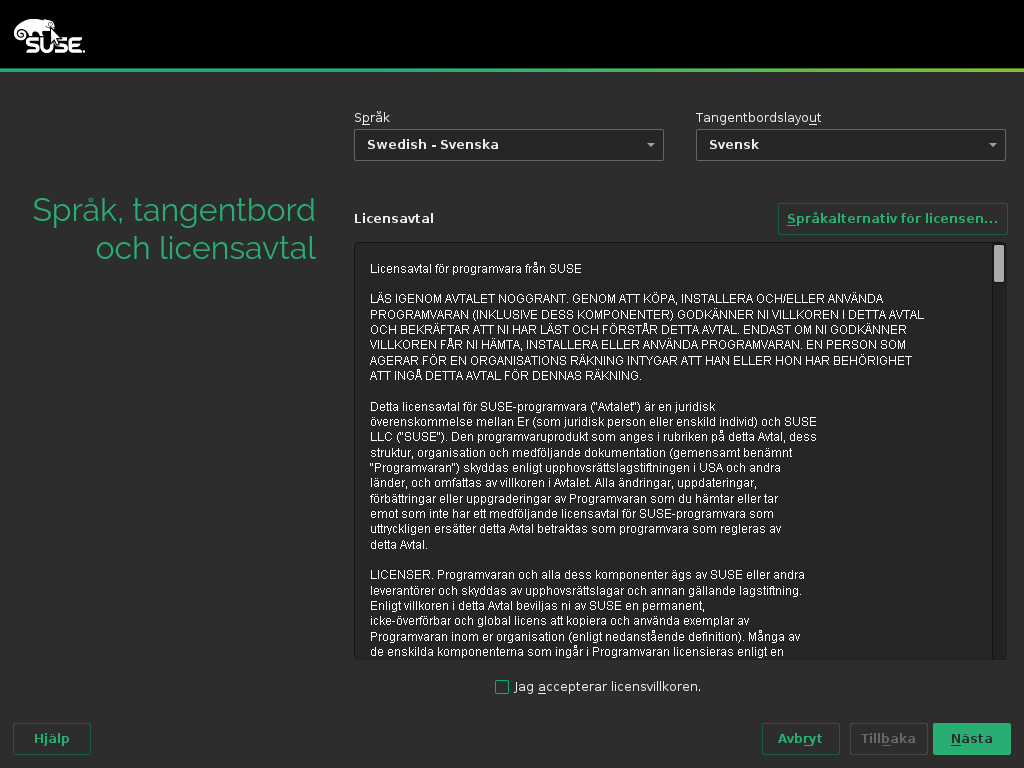 SUSE.
Språk
Tangentbordslayout
Swedish - Svenska
Svensk
Språk, tangentbord
och licensavtal
Licensavtal
Språkalternativ för licensen...
Licensavtal för programvara från SUSE
LÄS IGENOM AVTALET NOGGRANT. GENOM ATT KÖPA, INSTALLERA OCH/ELLER ANVÄNDA
PROGRAMVARAN (INKLUSIVE DESS KOMPONENTER) GODKÄNNER NI VILLKOREN I DETTA AVTAL
OCH BEKRÄFTAR ATT NI HAR LÄST OCH FÖRSTÅR DETTA AVTAL. ENDAST OM NI GODKÄNNER
VILLKOREN FÅR NI HÄMTA, INSTALLERA ELLER ANVÄNDA PROGRAMVARAN. EN PERSON SOM
AGERAR FÖR EN ORGANISATIONS RÄKNING INTYGAR ATT HAN ELLER HON HAR BEHÖRIGHET
ATT INGÅ DETTA AVTAL FÖR DENNAS RÄKNING.
Detta licensavtal för SUSE-programvara ("Avtalet") är en juridisk
överenskommelse mellan Er (som juridisk person eller enskild individ) och SUSE
LLC ("SUSE"). Den programvaruprodukt som anges i rubriken på detta Avtal, dess
struktur, organisation och medföljande dokumentation (gemensamt benämnt
"Programvaran") skyddas enligt upphovsrättslagstiftningen i USA och andra
länder, och omfattas av villkoren i Avtalet. Alla ändringar, uppdateringar,
förbättringar eller uppgraderingar av Programvaran som du hämtar eller tar
emot som inte har ett medföljande licensavtal för SUSE-programvara som
uttryckligen ersätter detta Avtal betraktas som programvara som regleras av
detta Avtal.
LICENSER. Programvaran och alla dess komponenter ägs av SUSE eller andra
leverantörer och skyddas av upphovsrättslagar och annan gällande lagstiftning.
Enligt villkoren i detta Avtal beviljas ni av SUSE en permanent,
icke-överförbar och global licens att kopiera och använda exemplar av
Programvaran inom er organisation (enligt nedanstående definition). Många av
de enskilda komponenterna som ingår i Programvaran licensieras enligt en
Jag accepterar licensvillkoren.
Hjälp
Avbryt
Tillbaka
Nästa